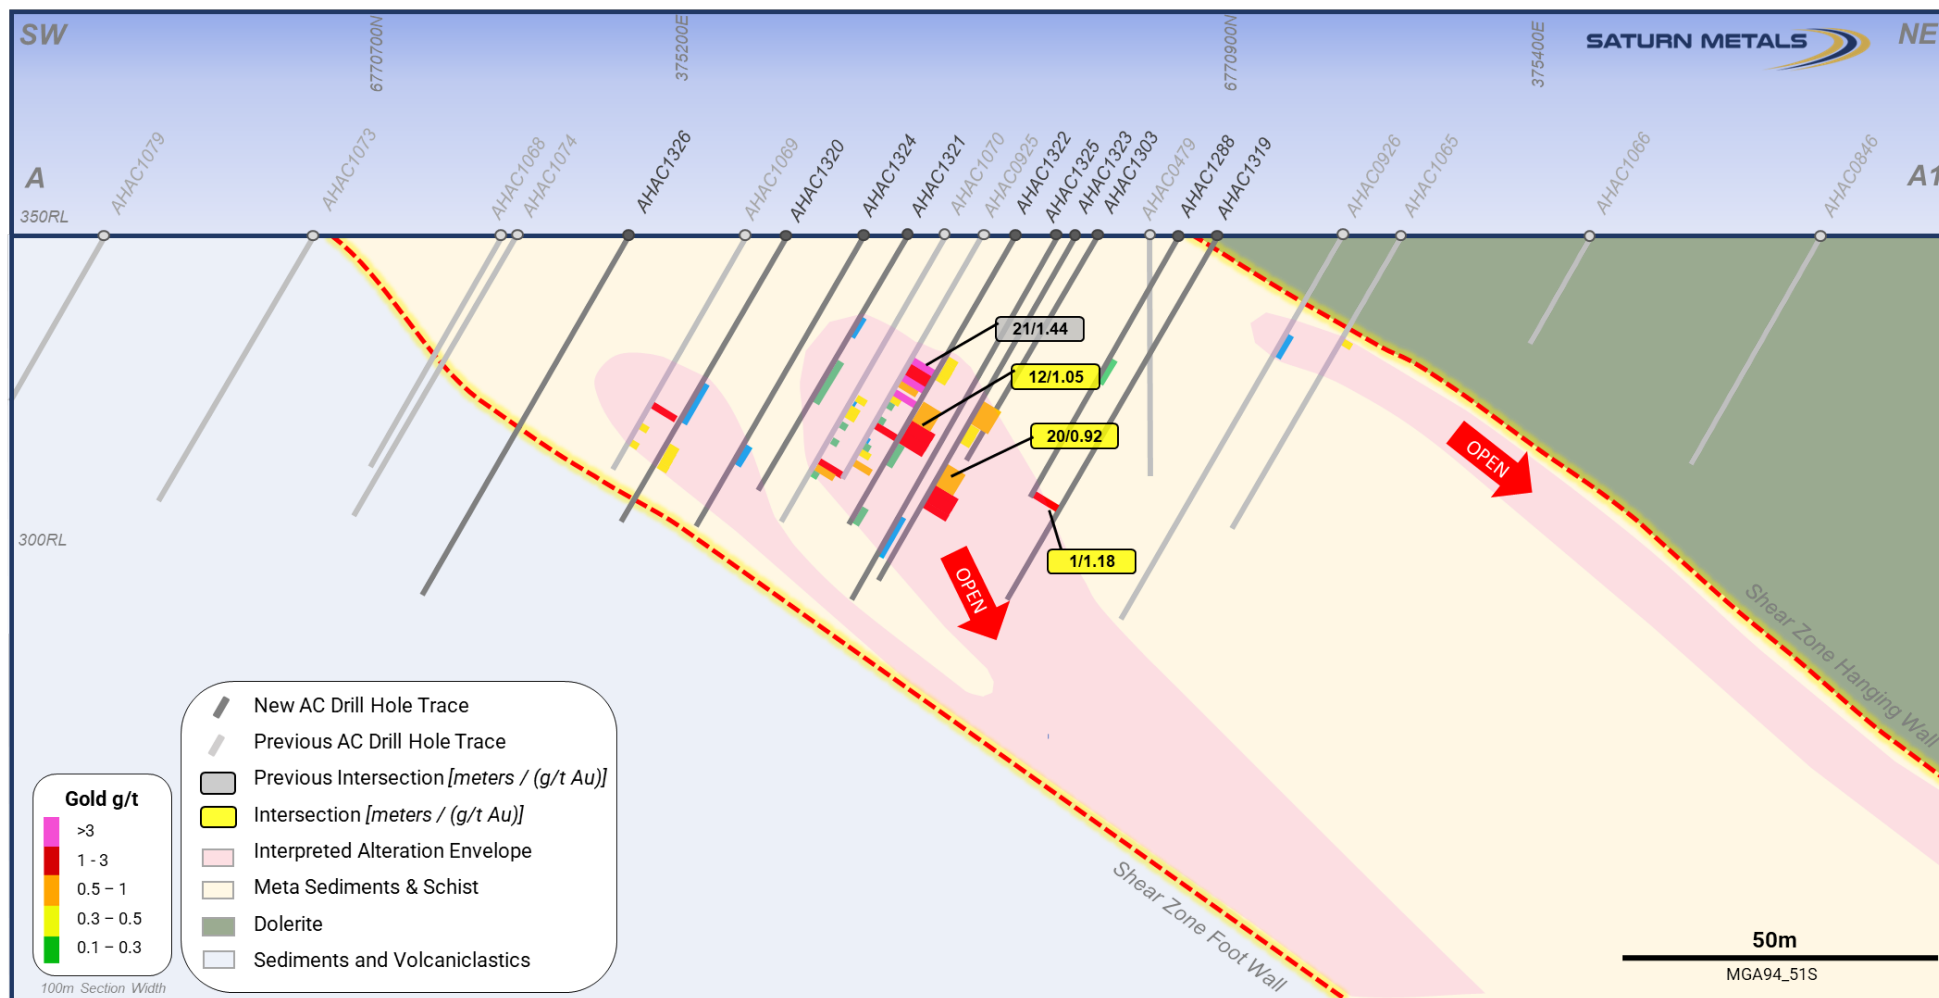 SW
6770700N
375200E
6770900N
375400E
SATURN METALS
NE
A
A1
350RL
AHAC1079
AHAC1073
AHAC1068
AHAC1074
AHAC1326
AHAC1069
AHAC1320
AHAC1324
AHAC1321
AHAC1070
AHAC0925
AHAC1322
AHAC1325
AHAC1323
AHAC1303
AHAC0479
AHAC1288
AHAC1319
AHAC0926
AHAC1065
AHAC1066
AHAC0846
21/1.44
12/1.05
20/0.92
1/1.18
OPEN
OPEN
300RL
Shear Zone Hanging Wall
Shear Zone Foot Wall
New AC Drill Hole Trace
Previous AC Drill Hole Trace
Previous Intersection [meters / (g/t Au)]
Intersection [meters / (g/t Au)]
Interpreted Alteration Envelope
Meta Sediments & Schist
Dolerite
Sediments and Volcaniclastics
Gold g/t
>3
1 - 3
0.5 – 1
0.3 – 0.5
0.1 – 0.3
100m Section Width
50m
MGA94_51S